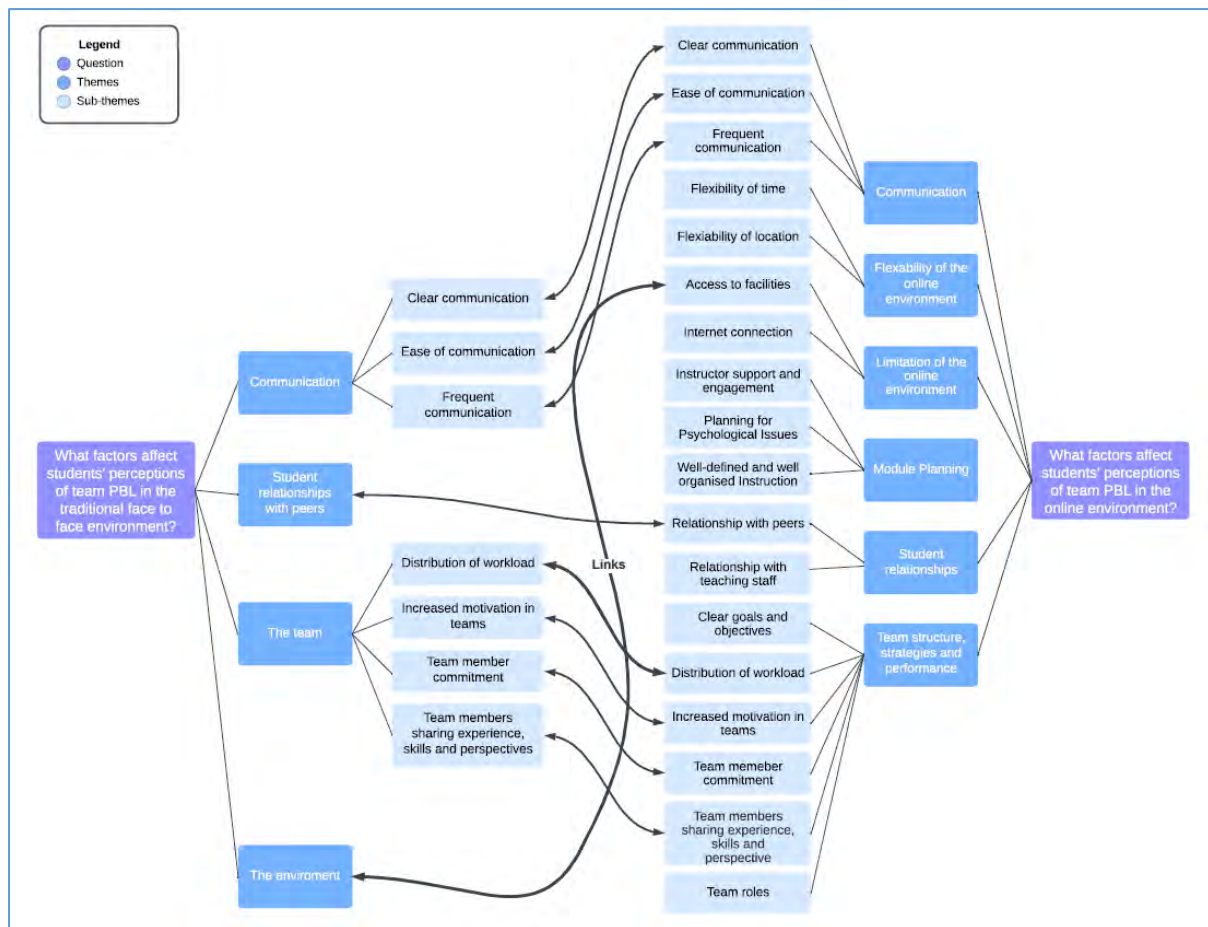 Legend
Question
Themes
Sub-themes
What factors affect
students' perceptions
of team PBL in the
traditional face to
face environment?
Communication
Student
relationships
with peers
The team
The enviroment
Clear communication
Ease of communication
Frequent
communication
Distribution of workload
Increased motivation in
teams
Team member
commitment
Team members
sharing experience,
skills and perspectives
Links
Clear communication
Ease of communication
Frequent
communication
Flexibility of time
Flexiability of location
Access to facilities
Internet connection
Instructor support and
engagement
Planning for
Psychological Issues
Well-defined and well
organised Instruction
Relationship with peers
Relationship with
teaching staff
Clear goals and
objectives
Distribution of workload
Increased motivation in
teams
Team memeber
commitment
Team members
sharing experience,
skills and
perspective
Team roles
Communication
Flexability of the
online
environment
Limitation of the
online
environment
Module Planning
Student
relationships
Team structure,
strategies and
performance
What factors affect
students' perceptions
of team PBL in the
online environment?